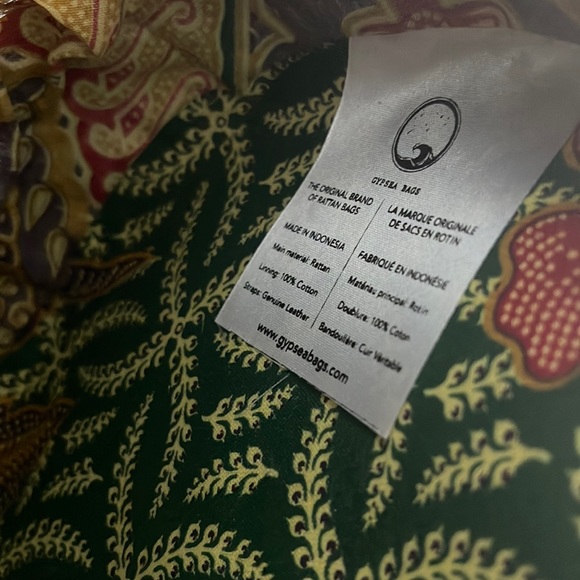 GYPSEA BAGS
THE ORIGINAL BRAND
OF RATTAN BAGS
MADE IN INDONESIA
Main material: Rattan
Linning: 100% Cotton
Straps: Genuine Leather
LA MARQUE ORIGINALE
DE SACS EN ROTIN
FABRIQUÉ EN INDONÉSIE
Matériau principal: Rotin
Doublure: 100% Coton
Bandoulière: Cuir Véritable
www.gypseabags.com